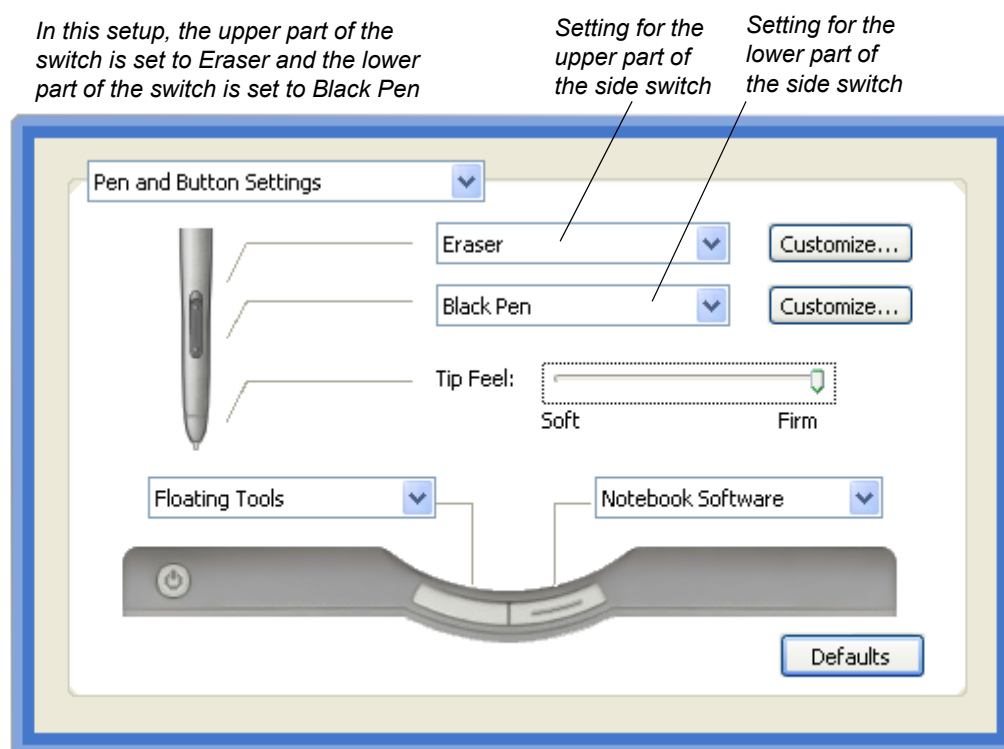 In this setup, the upper part of the
switch is set to Eraser and the lower
part of the switch is set to Black Pen
Setting for the
upper part of
the side switch
Setting for the
lower part of
the side switch
Pen and Button Settings
Eraser
Customize...
Black Pen
Customize...
Tip Feel:
Soft
Firm
Floating Tools
Notebook Software
Defaults